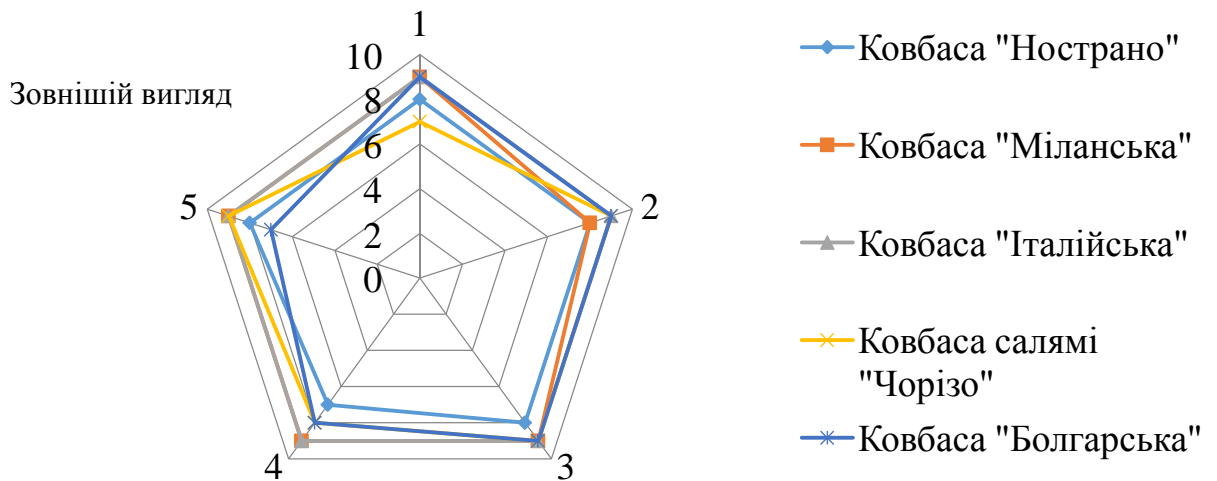 1
10
Зовнішій вигляд
8
6
4
2
0
5
2
4
3
Ковбаса "Нострано"
Ковбаса "Міланська"
Ковбаса "Італійська"
Ковбаса салямі
"Чорізо"
Ковбаса "Болгарська"